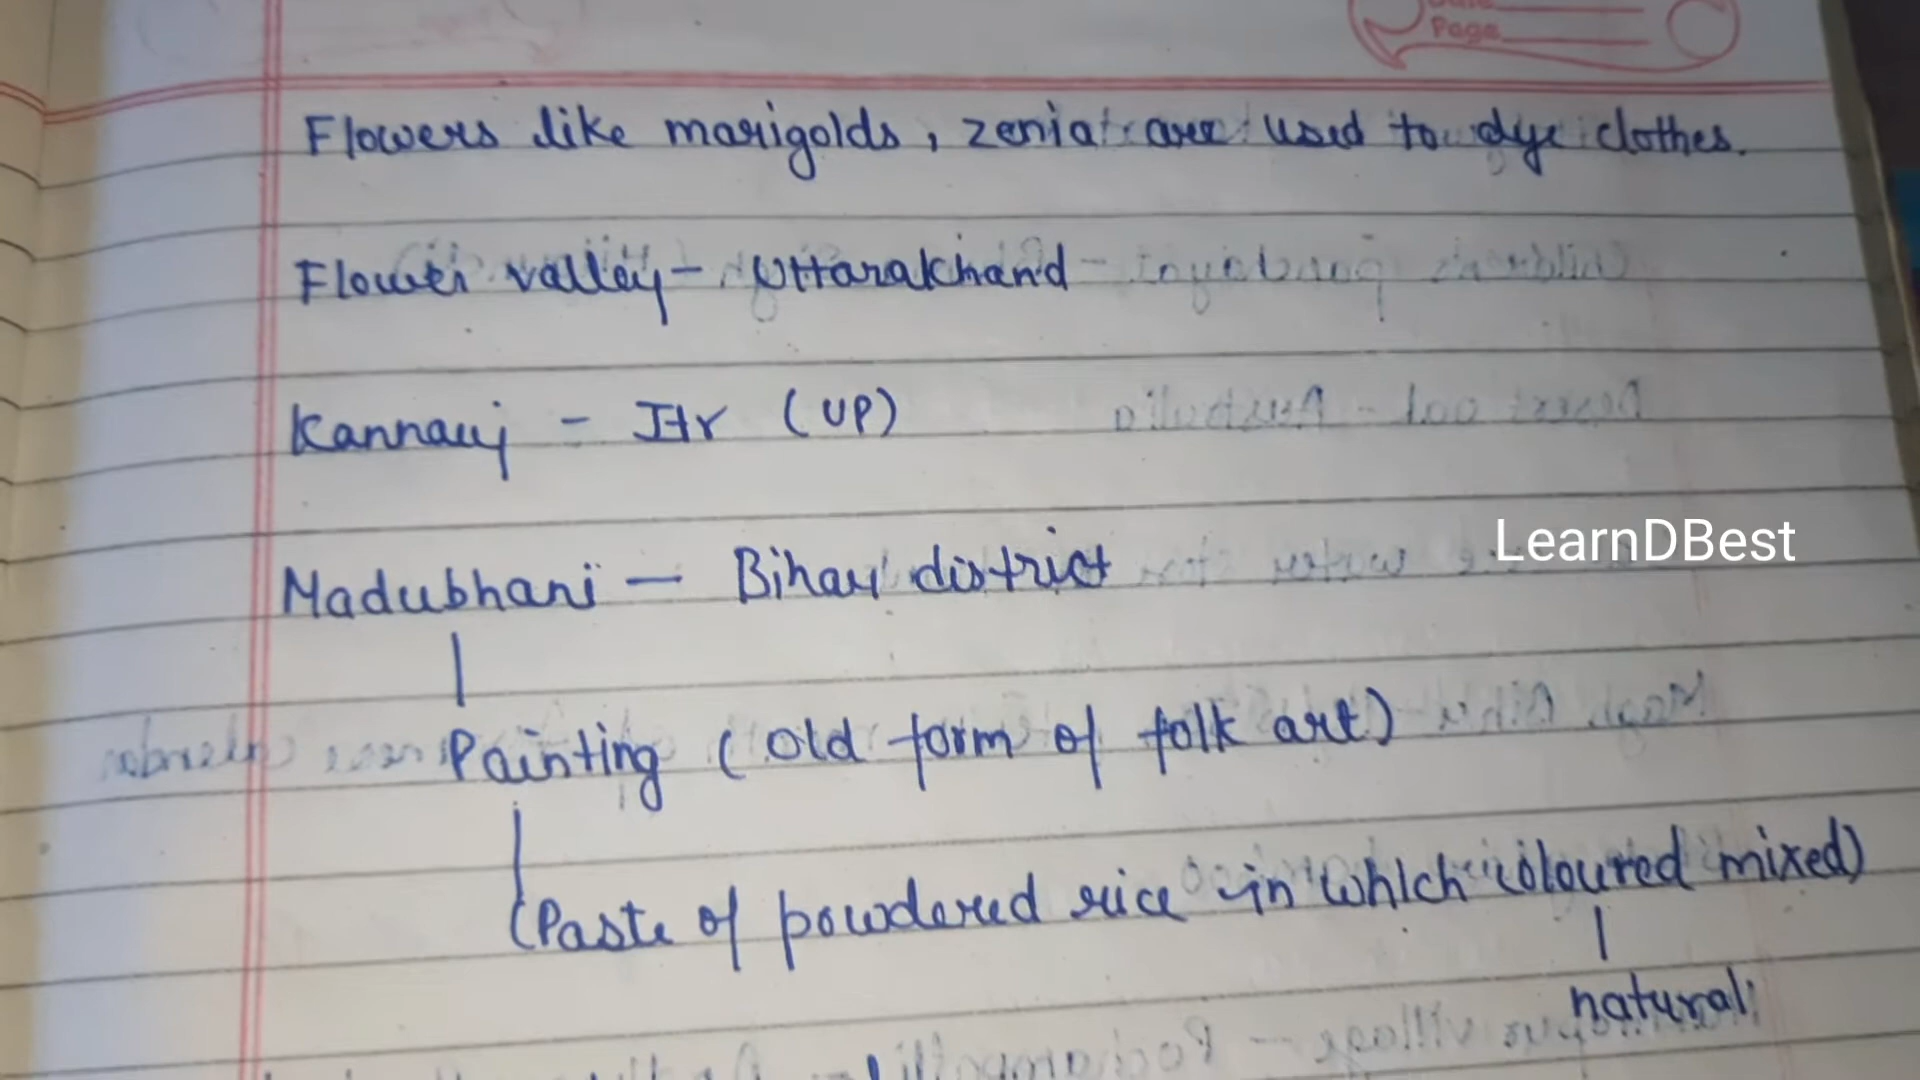 Page
Flowers like marigolds, zenia are used to dye clothes.
Flower valley - Uttarakhand
Kannauj - Itr (UP)
LearnDBest
Madubhani - Bihar district
Painting (Old form of folk art)
(Paste of powdered rice in which coloured mixed)
natural